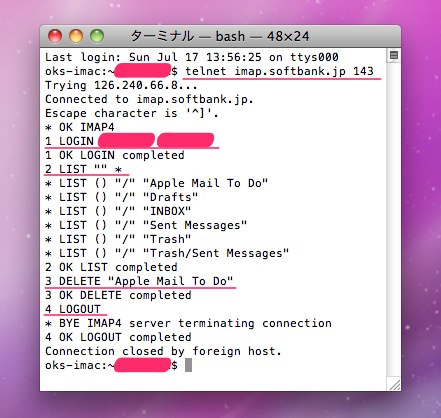 ターミナル — bash — 48×24
Last login: Sun Jul 17 13:56:25 on ttys000
oks-imac:~ $ telnet imap.softbank.jp 143
Trying 126.240.66.8...
Connected to imap.softbank.jp.
Escape character is '^]'.
* OK IMAP4
1 LOGIN
1 OK LOGIN completed
2 LIST "" *
* LIST () "/" "Apple Mail To Do"
* LIST () "/" "Drafts"
* LIST () "/" "INBOX"
* LIST () "/" "Sent Messages"
* LIST () "/" "Trash"
* LIST () "/" "Trash/Sent Messages"
2 OK LIST completed
3 DELETE "Apple Mail To Do"
3 OK DELETE completed
4 LOGOUT
* BYE IMAP4 server terminating connection
4 OK LOGOUT completed
Connection closed by foreign host.
oks-imac:~ $